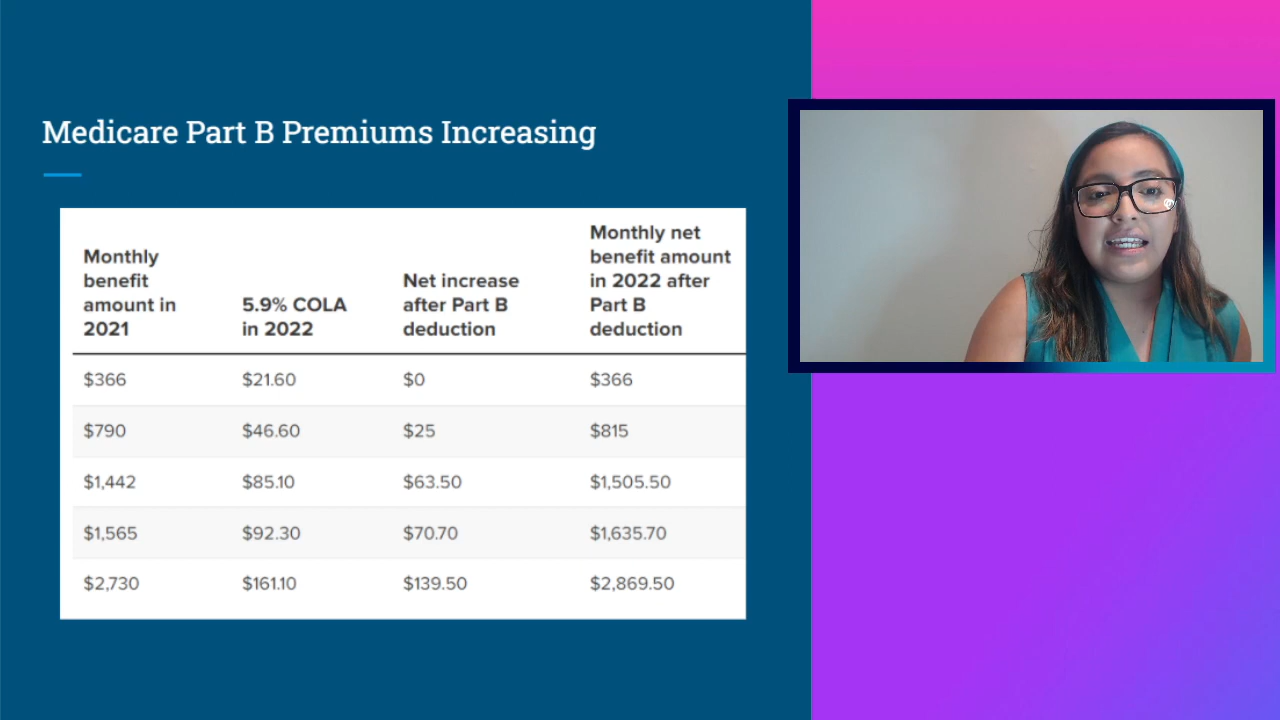 Medicare Part B Premiums Increasing
Monthly
benefit
amount in
2021
5.9% COLA
in 2022
Net increase
after Part B
deduction
Monthly net
benefit amount
in 2022 after
Part B
deduction
$366 $21.60 $0 $366
$790 $46.60 $25 $815
$1,442 $85.10 $63.50 $1,505.50
$1,565 $92.30 $70.70 $1,635.70
$2,730 $161.10 $139.50 $2,869.50